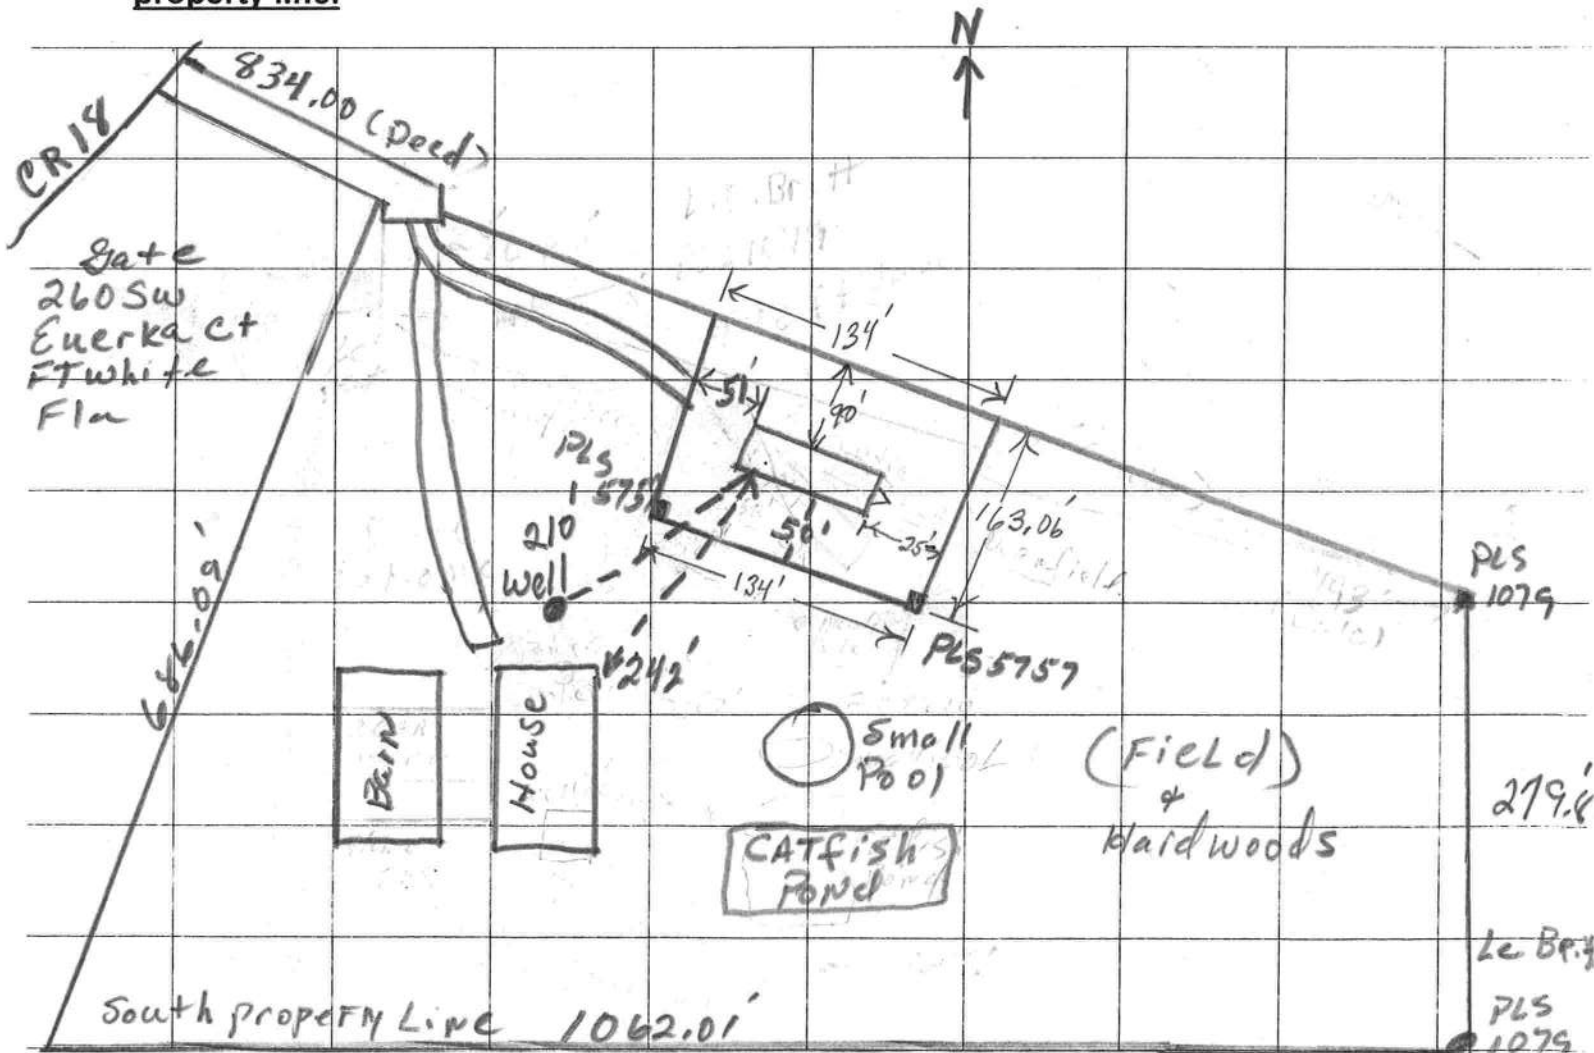 property line.
N
834.00 (Deed)
CR18
Gate
260 SW
Euerka Ct
FT white
Fla
134'
51'
90'
PLS
5757
50'
25'
163.06'
134'
210'
well
242'
PLS 5757
PLS
1079
686.09'
Barn
House
Small
Pool
CATfish
Pond
(Field)
&
Hardwoods
279.8'
PLS
1079
South property Line 1062.01'